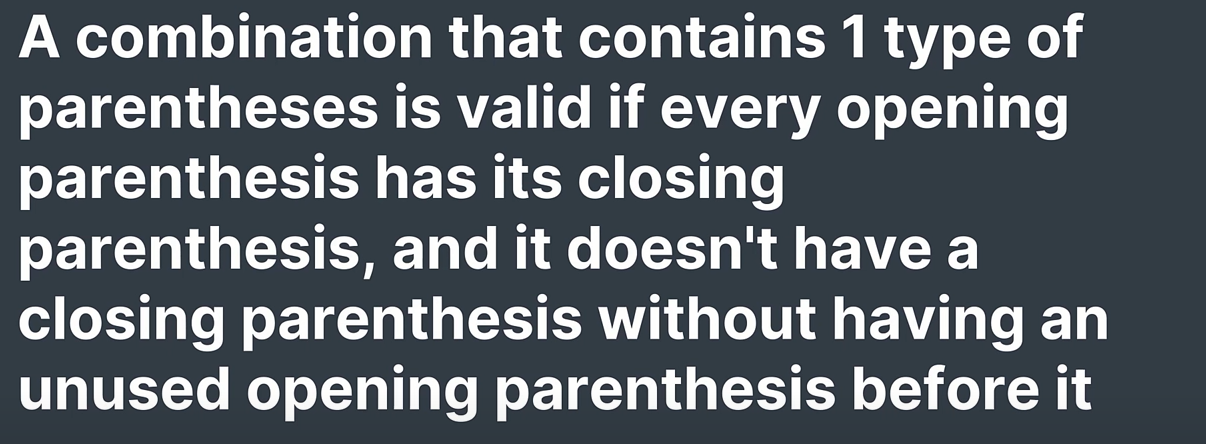 A combination that contains 1 type of
parentheses is valid if every opening
parenthesis has its closing
parenthesis, and it doesn't have a
closing parenthesis without having an
unused opening parenthesis before it